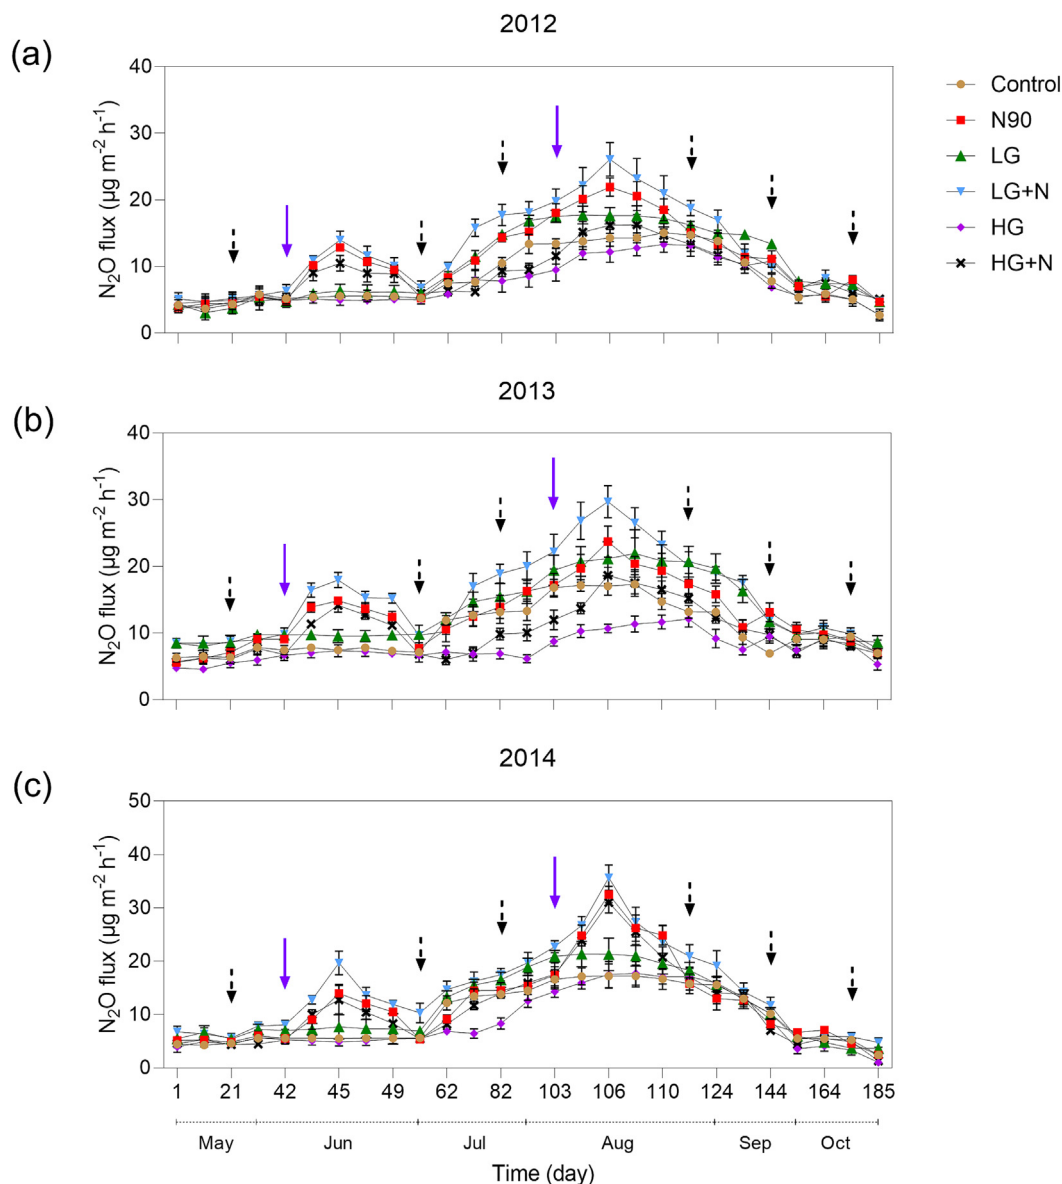 2012
(a)
N₂O flux (µg m⁻² h⁻¹)
40
30
20
10
0
Control
N90
LG
LG+N
HG
HG+N
2013
(b)
N₂O flux (µg m⁻² h⁻¹)
40
30
20
10
0
2014
(c)
N₂O flux (µg m⁻² h⁻¹)
50
40
30
20
10
0
1 21 42 45 49 62 82 103 106 110 124 144 164 185
May Jun Jul Aug Sep Oct
Time (day)